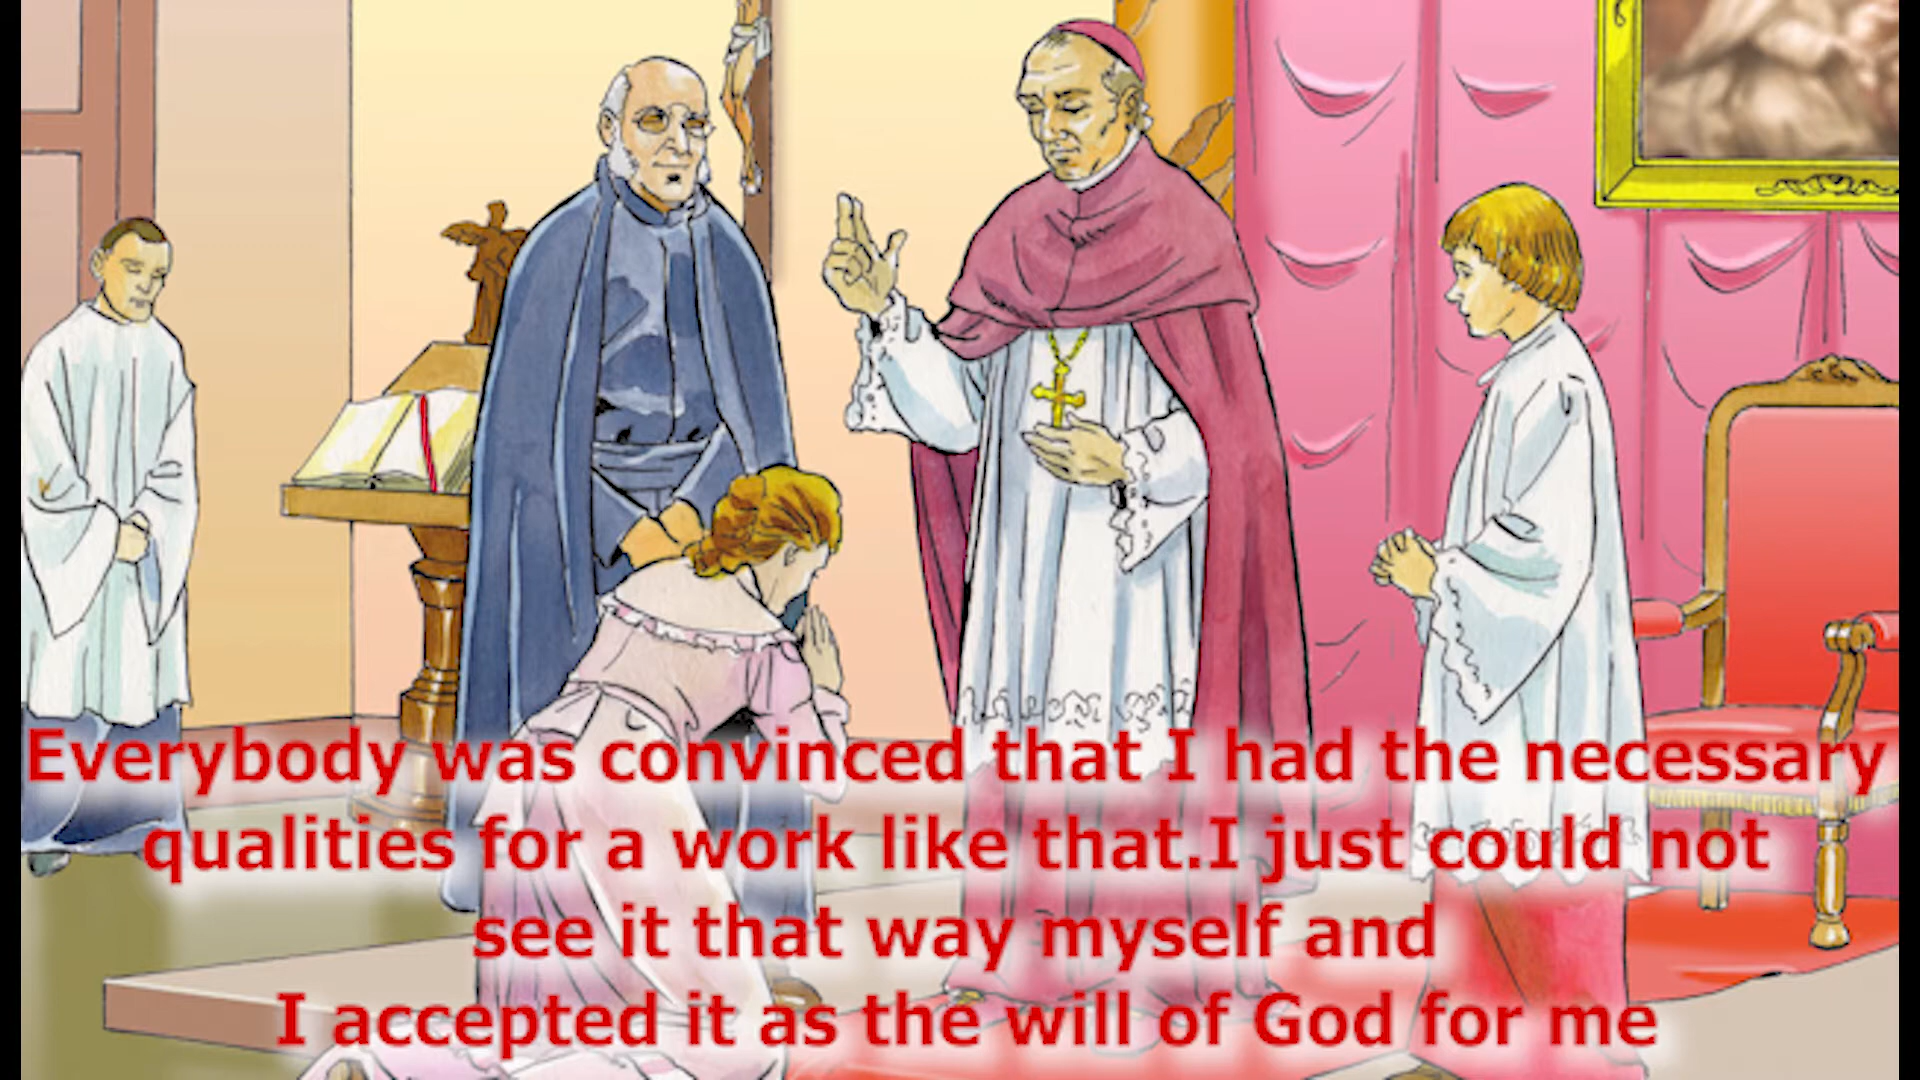 Everybody was convinced that I had the necessary
qualities for a work like that.I just could not
see it that way myself and
I accepted it as the will of God for me